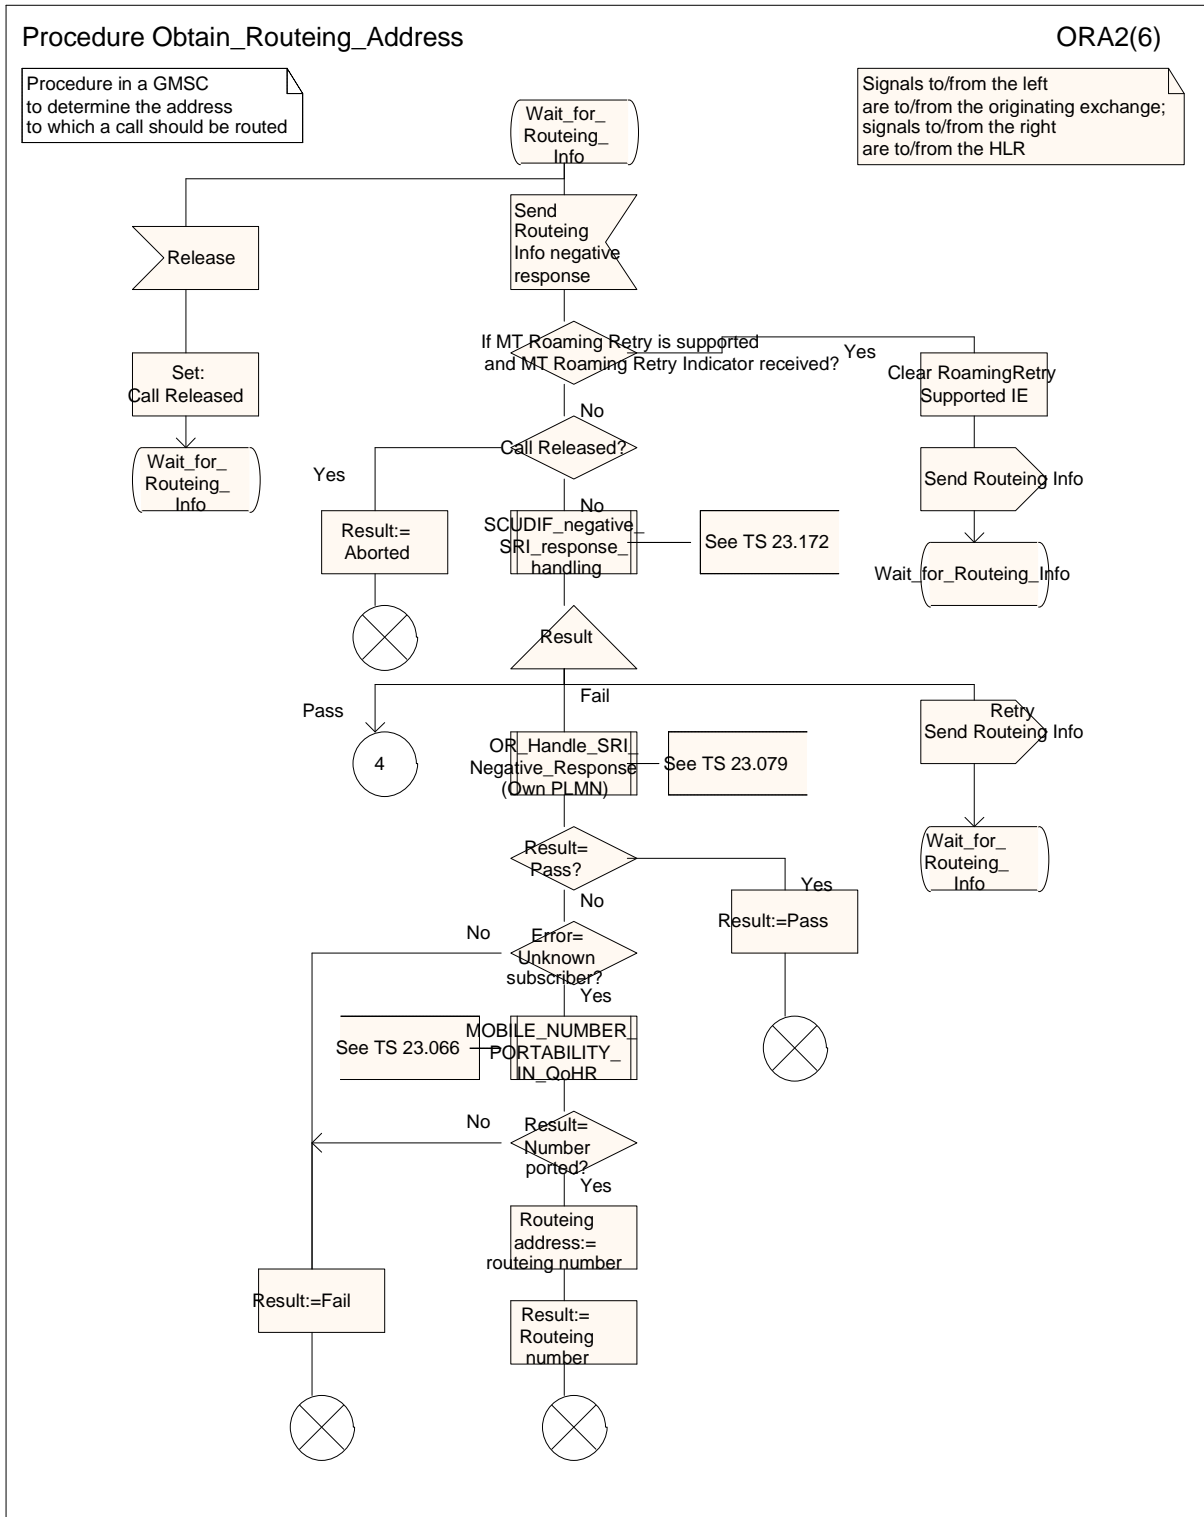 Procedure Obtain_Routeing_Address
ORA2(6)
Procedure in a GMSC
to determine the address
to which a call should be routed
Signals to/from the left
are to/from the originating exchange;
signals to/from the right
are to/from the HLR
Wait_for_
Routeing_
Info
Release
Send
Routeing
Info negative
response
If MT Roaming Retry is supported
and MT Roaming Retry Indicator received?
Yes
No
Set:
Call Released
Clear RoamingRetry
Supported IE
Wait_for_
Routeing_
Info
Call Released?
Yes
No
Send Routeing Info
Result:=
Aborted
SCUDIF_negative_
SRI_response_
handling
See TS 23.172
Wait_for_Routeing_Info
Result
Pass
Fail
Retry
Send Routeing Info
4
OR_Handle_SRI_
Negative_Response
(Own PLMN)
See TS 23.079
Wait_for_
Routeing_
Info
Result=
Pass?
Yes
No
Result:=Pass
Error=
Unknown
subscriber?
No
Yes
See TS 23.066
MOBILE_NUMBER_
PORTABILITY_
IN_QoHR
Result=
Number
ported?
No
Yes
Routeing
address:=
routeing number
Result:=Fail
Result:=
Routeing
number